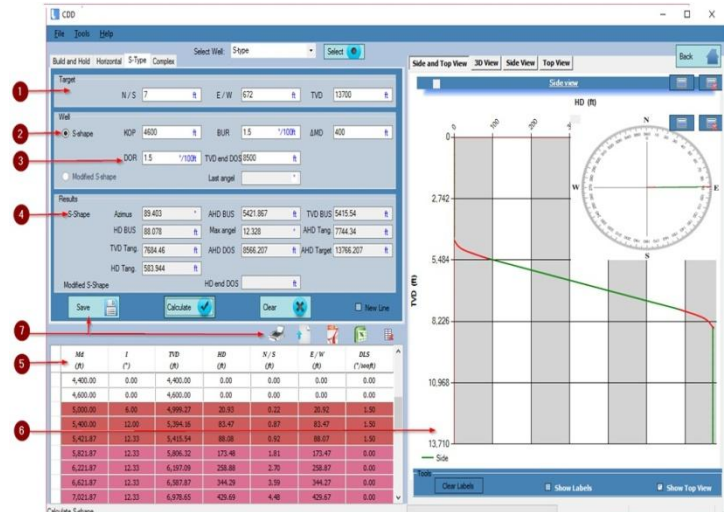 CDD
File Tools Help
Select Well: S-type Select
Build and Hold Horizontal S-Type Complex
Target
N / S 7 ft E / W 672 ft TVD 13700 ft
Well
S-shape KOP 4600 ft BUR 1.5 °/100ft ΔMD 400 ft
DDR 1.5 °/100ft TVD end DOS 8500 ft
Modified S-shape Last angel °
Results
S-Shape Azimus 89.403 ° AHD BUS 5421.867 ft TVD BUS 5415.54 ft
HD BUS 88.078 ft Max angel 12.328 ° AHD Tang. 7744.34 ft
TVD Tang. 7684.46 ft AHD DOS 8566.207 ft AHD Target 13766.207 ft
HD Tang. 583.944 ft
Modified S-Shape HD end DOS ft
Save Calculate Clear New Line
1
2
3
4
7
5
6
Md I TVD HD N / S E / W DLS
(ft) (°) (ft) (ft) (ft) (ft)
4,400.00 0.00 4,400.00 0.00 0.00 0.00 0.00
4,600.00 0.00 4,600.00 0.00 0.00 0.00 0.00
5,000.00 6.00 4,999.27 20.93 0.22 20.92 1.50
5,400.00 12.00 5,394.16 83.47 0.87 83.47 1.50
5,421.87 12.33 5,415.54 88.08 0.92 88.07 1.50
5,821.87 12.33 5,806.32 173.48 1.81 173.47 0.00
6,221.87 12.33 6,197.09 258.88 2.70 258.87 0.00
6,621.87 12.33 6,587.87 344.29 3.59 344.27 0.00
7,021.87 12.33 6,978.65 429.69 4.48 429.67 0.00
Calculate S-shape
Side and Top View 3D View Side View Top View
Back
Side view
HD (ft)
0 100 200
N
W E
S
TVD (ft)
0
2.742
5.484
8.226
10.968
13.710
Side
Tools
Clear Labels Show Labels Show Top View